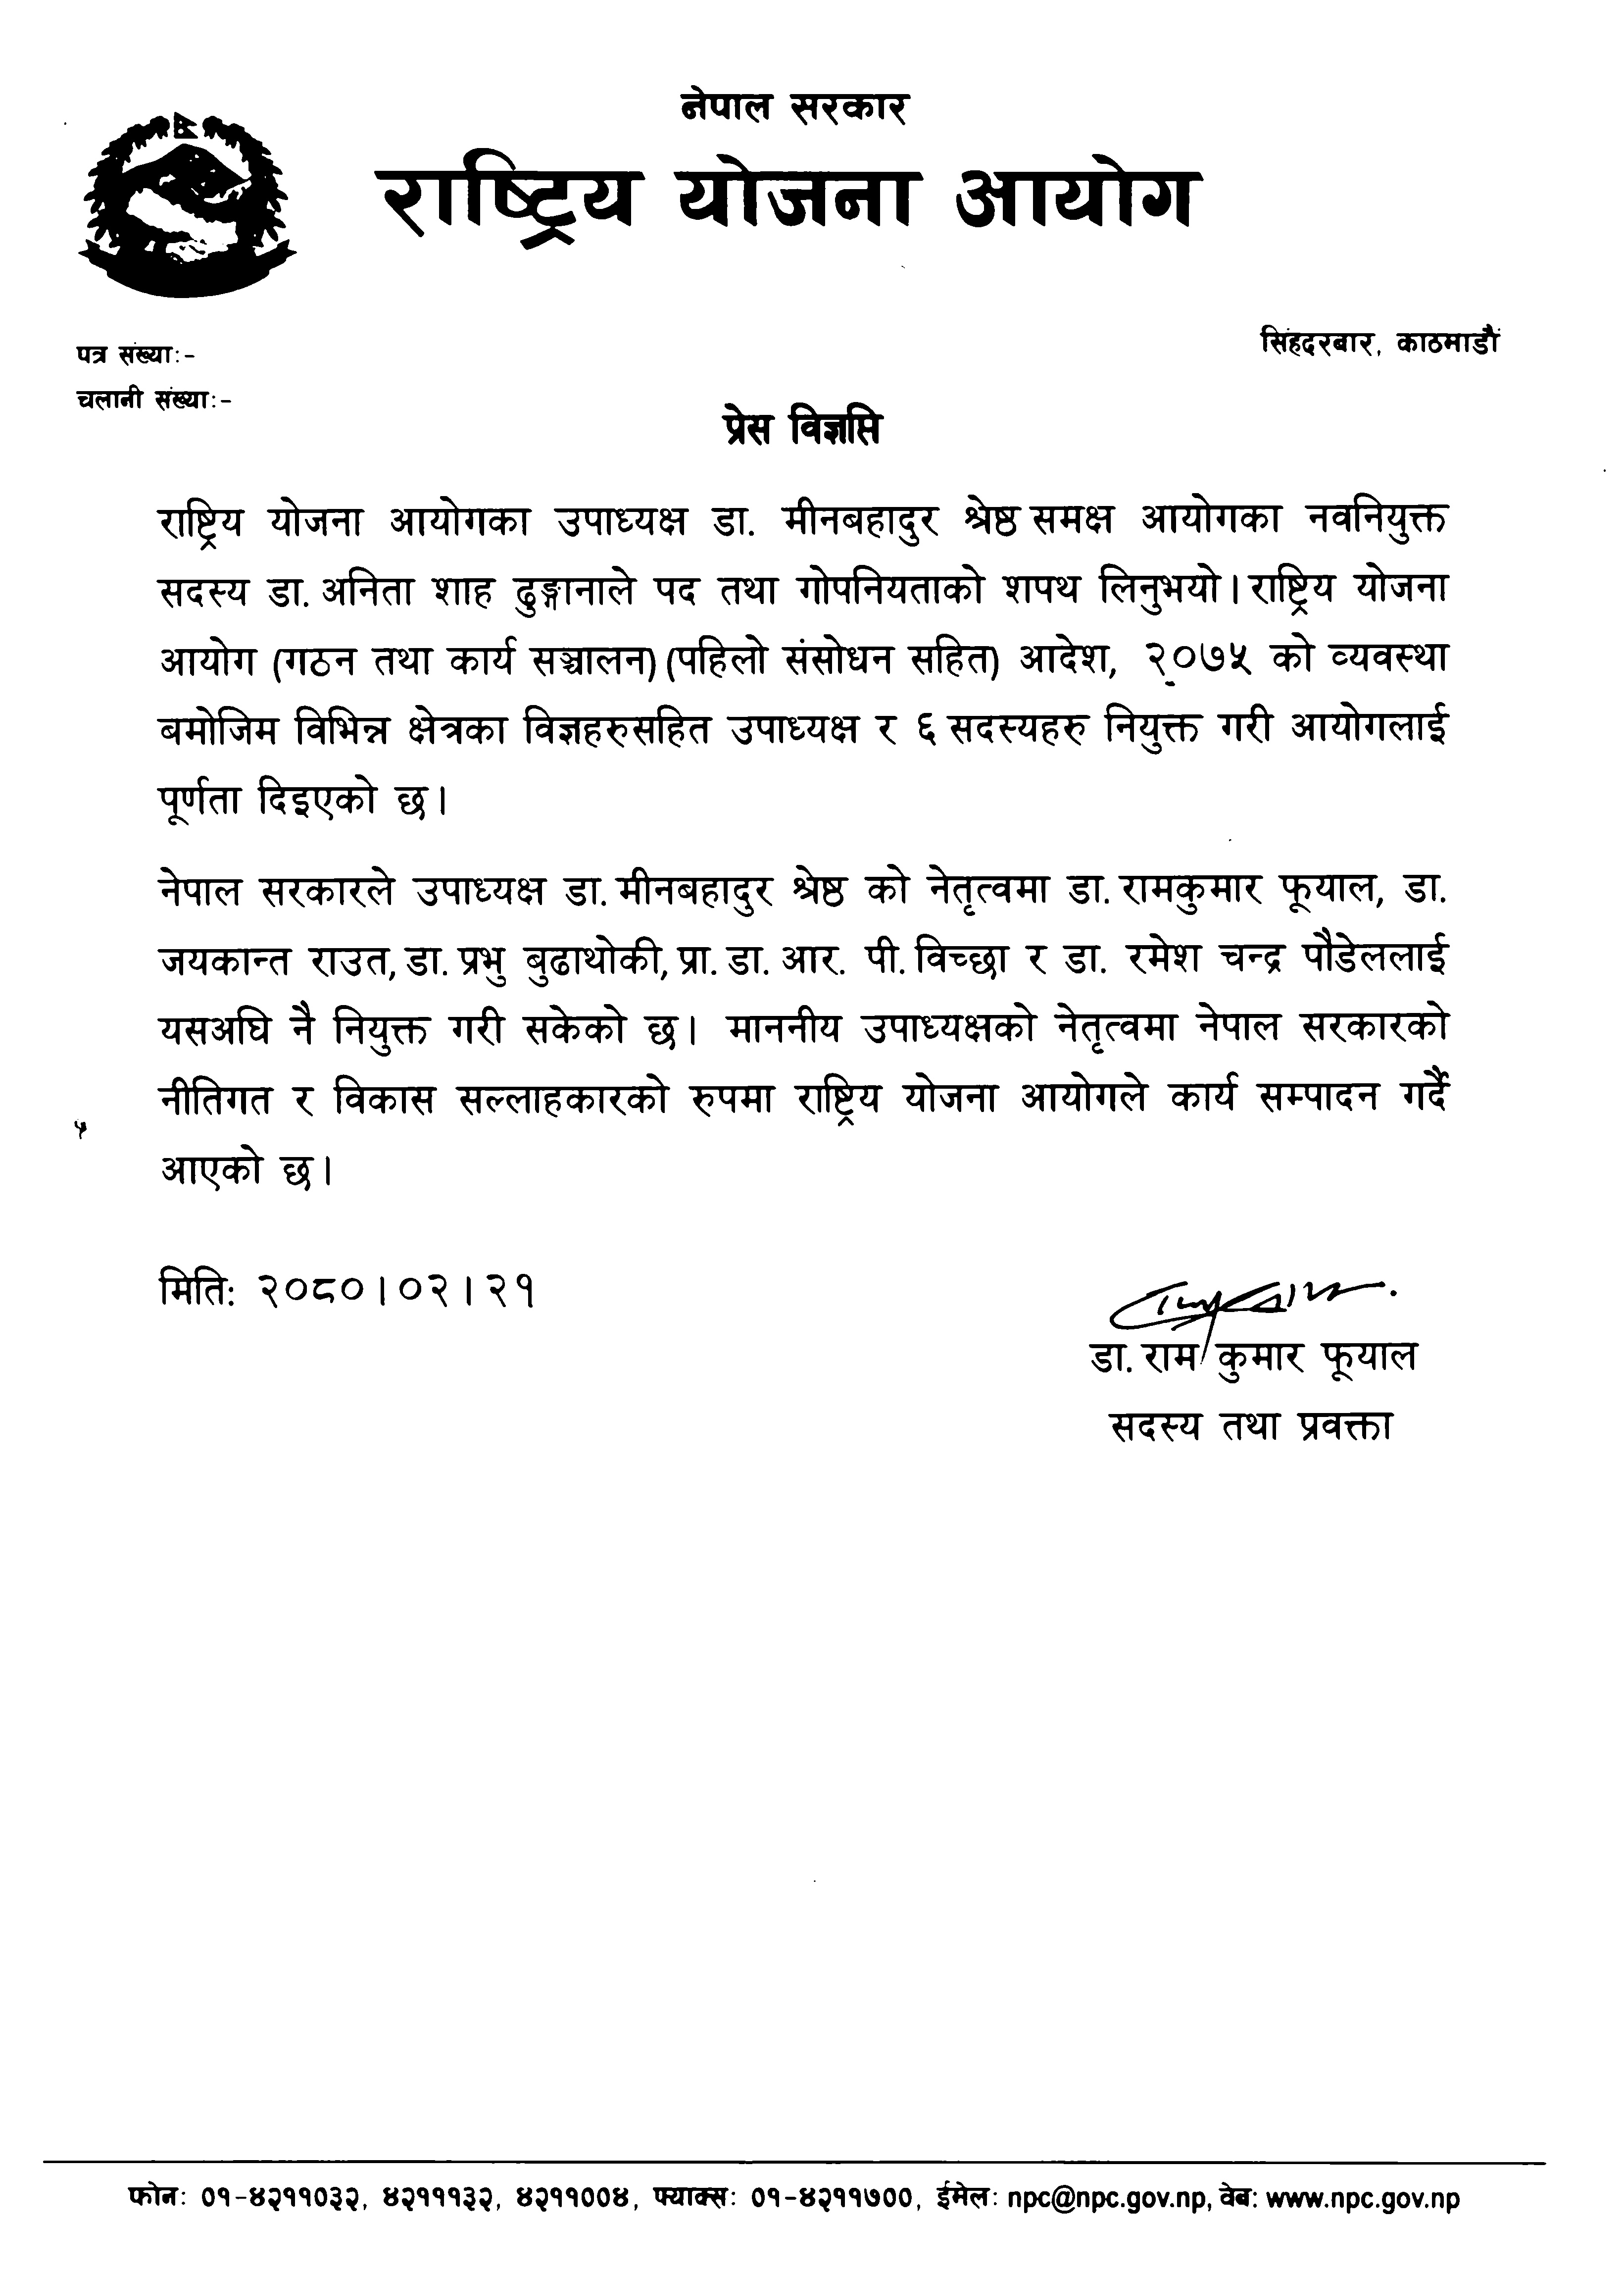 नेपाल सरकार
राष्ट्रिय योजना आयोग
सिंहदरबार, काठमाडौं
पत्र संख्याः-
चलानी संख्याः-
प्रेस विज्ञप्ति
राष्ट्रिय योजना आयोगका उपाध्यक्ष डा. मीनबहादुर श्रेष्ठ समक्ष आयोगका नवनियुक्त
सदस्य डा. अनिता शाह ढुङ्गानाले पद तथा गोपनियताको शपथ लिनुभयो। राष्ट्रिय योजना
आयोग (गठन तथा कार्य सञ्चालन) (पहिलो संसोधन सहित) आदेश, २०७५ को व्यवस्था
बमोजिम विभिन्न क्षेत्रका विज्ञहरुसहित उपाध्यक्ष र ६ सदस्यहरु नियुक्त गरी आयोगलाई
पूर्णता दिइएको छ।
नेपाल सरकारले उपाध्यक्ष डा. मीनबहादुर श्रेष्ठ को नेतृत्वमा डा. रामकुमार फूयाल, डा.
जयकान्त राउत, डा. प्रभु बुढाथोकी, प्रा. डा. आर. पी. विच्छा र डा. रमेश चन्द्र पौडेललाई
यसअघि नै नियुक्त गरी सकेको छ। माननीय उपाध्यक्षको नेतृत्वमा नेपाल सरकारको
नीतिगत र विकास सल्लाहकारको रुपमा राष्ट्रिय योजना आयोगले कार्य सम्पादन गर्दै
आएको छ।
मिति: २०८०।०२।२१
डा. राम कुमार फूयाल
सदस्य तथा प्रवक्ता
फोन: ०१-४२११०३२, ४२१११३२, ४२११००४, फ्याक्स: ०१-४२११७००, ईमेल: npc@npc.gov.np, वेब: www.npc.gov.np